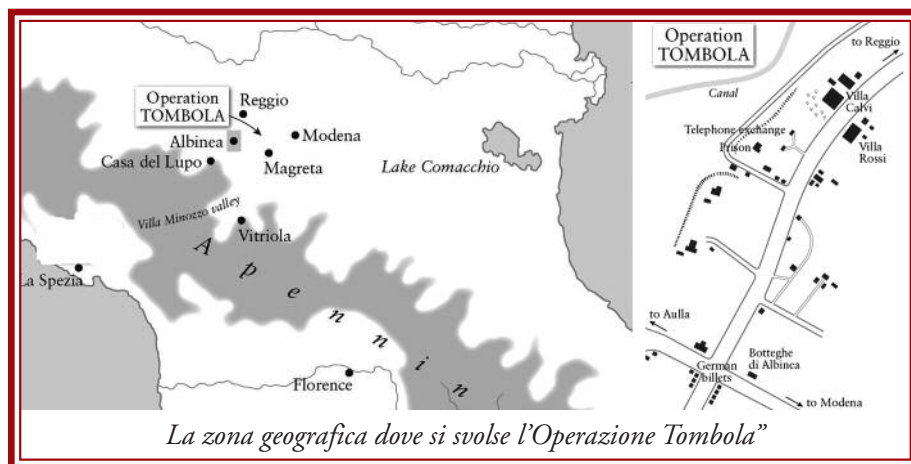 Operation
TOMBOLA
Reggio
Albinea
Modena
Casa del Lupo
Magreta
Lake Comacchio
Villa Minozzo valley
Vitriola
Apennin
La Spezia
Florence
Operation
TOMBOLA
to Reggio
Canal
Villa
Calvi
Telephone exchange
Prison
Villa
Rossi
to Aulla
Botteghe
di Albinea
German
billets
to Modena
La zona geografica dove si svolse l’Operazione Tombola”